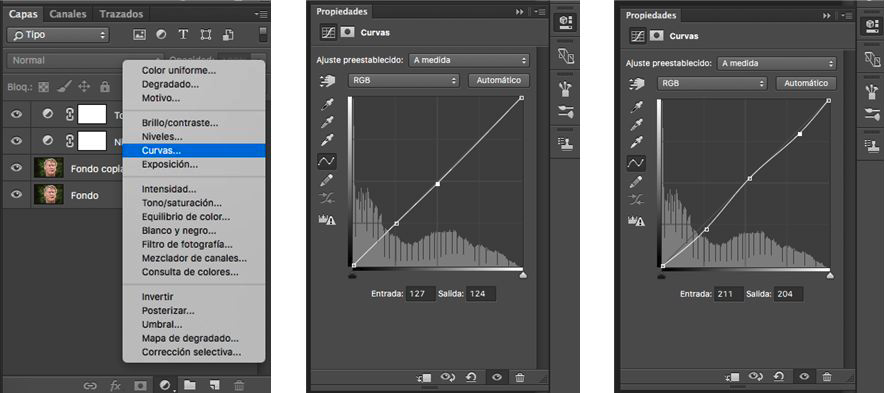 Capas Canales Trazados
Tipo
T
Normal
Opacidad:
Bloq.:
To
Ni
Fondo copia
Fondo
fx
Color uniforme...
Degradado...
Motivo...
Brillo/contraste...
Niveles...
Curvas...
Exposición...
Intensidad...
Tono/saturación...
Equilibrio de color...
Blanco y negro...
Filtro de fotografía...
Mezclador de canales...
Consulta de colores...
Invertir
Posterizar...
Umbral...
Mapa de degradado...
Corrección selectiva...
Propiedades
Curvas
Ajuste preestablecido: A medida
RGB Automático
Entrada: 127 Salida: 124
Propiedades
Curvas
Ajuste preestablecido: A medida
RGB Automático
Entrada: 211 Salida: 204